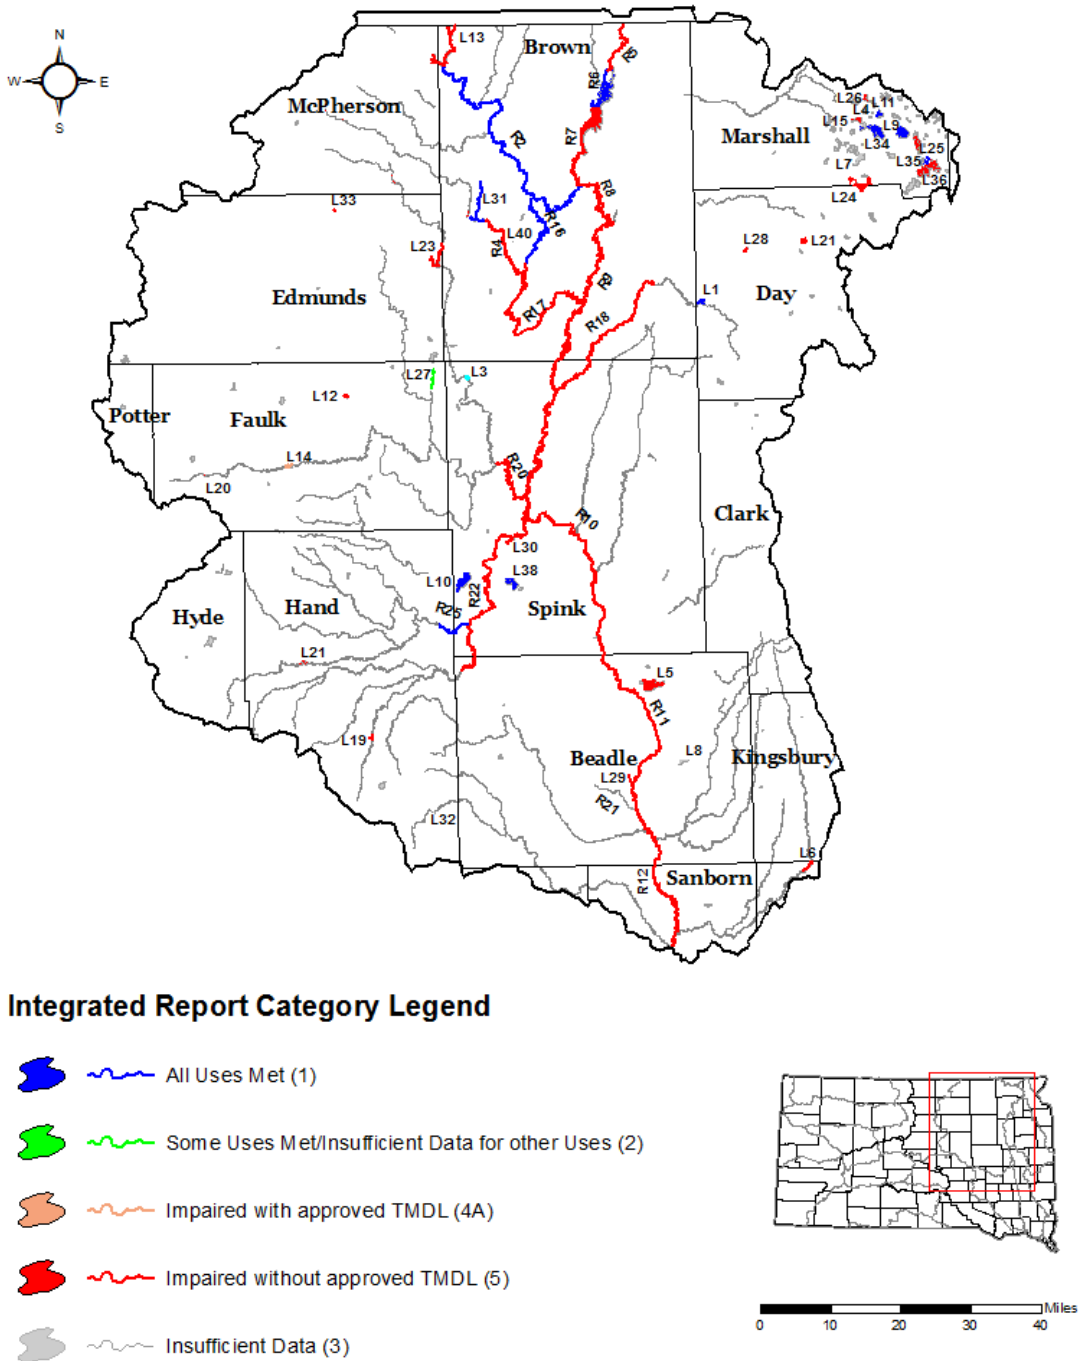 N
W E
S
L13
Brown
R5
R6
McPherson
R2
R7
Marshall
L26
L11
L4
L15
L9
L34
L25
L7
L35
L36
L24
R8
L33
L31
R16
L40
R4
L23
L28
L21
Edmunds
R9
L1
Day
R17
R18
L27
L3
L12
Potter
Faulk
L14
L20
R20
R10
Clark
L30
L10
L38
R22
R25
Hyde
Hand
Spink
L21
L5
R11
L19
Beadle
L8
Kingsbury
L29
R21
L32
L6
R12
Sanborn
Integrated Report Category Legend
All Uses Met (1)
Some Uses Met/Insufficient Data for other Uses (2)
Impaired with approved TMDL (4A)
Impaired without approved TMDL (5)
Insufficient Data (3)
Miles
0 10 20 30 40